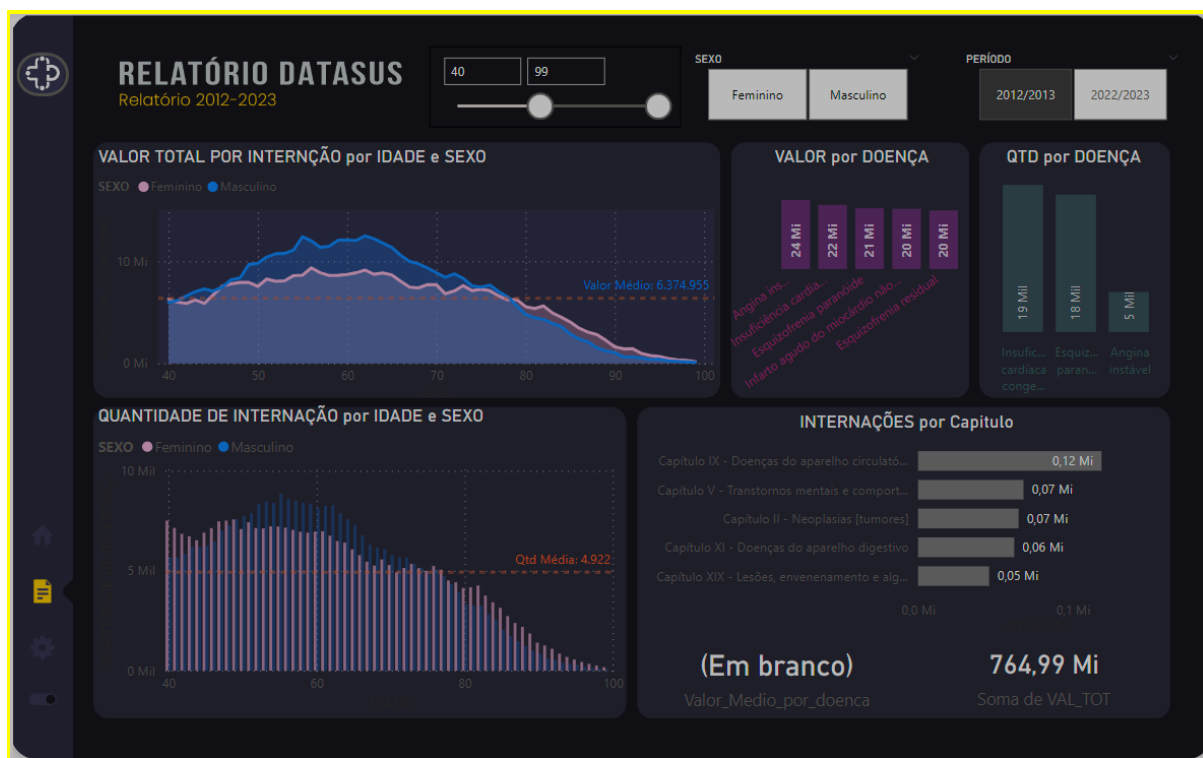 RELATÓRIO DATASUS
Relatório 2012-2023
40
99
SEXO
Feminino
Masculino
PERÍODO
2012/2013
2022/2023
VALOR TOTAL POR INTERNÇÃO por IDADE e SEXO
SEXO Feminino Masculino
10 Mi
0 Mi
Valor Médio: 6.374.955
40 50 60 70 80 90 100
VALOR por DOENÇA
24 Mi
22 Mi
21 Mi
20 Mi
20 Mi
Angina ins...
Insuficiência cardía...
Esquizofrenia paranóide
Infarto agudo do miocárdio não...
Esquizofrenia residual
QTD por DOENÇA
19 Mil
18 Mil
5 Mil
Insufic...
cardíaca
conge...
Esquiz...
paran...
Angina
instável
QUANTIDADE DE INTERNAÇÃO por IDADE e SEXO
SEXO Feminino Masculino
10 Mil
5 Mil
0 Mil
Qtd Média: 4.922
40 60 80 100
INTERNAÇÕES por Capitulo
Capítulo IX - Doenças do aparelho circulató... 0,12 Mi
Capítulo V - Transtornos mentais e comport... 0,07 Mi
Capítulo II - Neoplasias [tumores] 0,07 Mi
Capítulo XI - Doenças do aparelho digestivo 0,06 Mi
Capítulo XIX - Lesões, envenenamento e alg... 0,05 Mi
0,0 Mi 0,1 Mi
(Em branco)
Valor_Medio_por_doenca
764,99 Mi
Soma de VAL_TOT